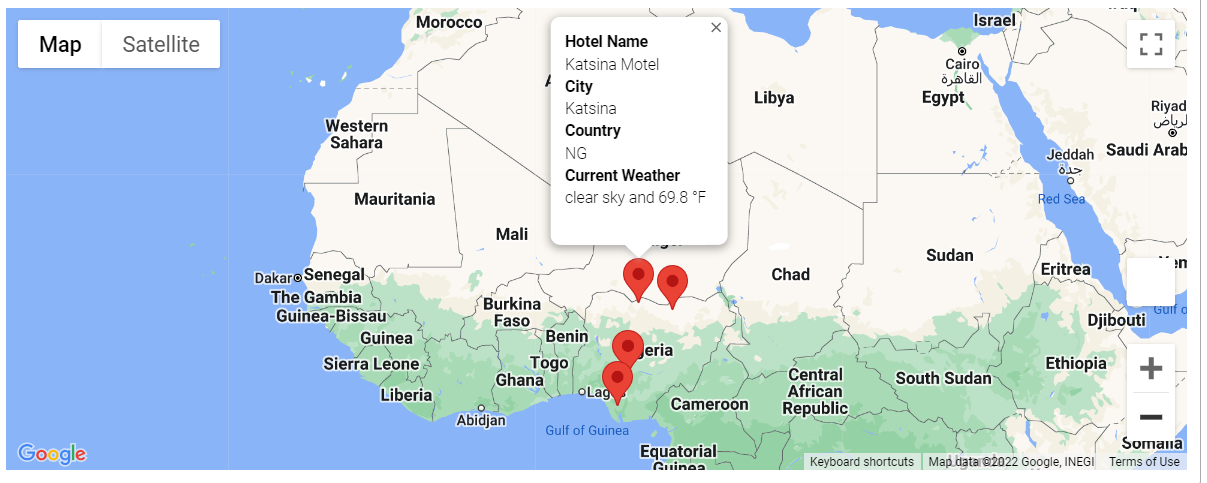 Map
Satellite
Morocco
Israel
Hotel Name
Katsina Motel
City
Katsina
Country
NG
Current Weather
clear sky and 69.8 °F
Cairo
القاهرة
Libya
Egypt
Riyad
Western
Sahara
Jeddah
جدة
Saudi Arab
Mauritania
Red Sea
Mali
Sudan
Chad
Eritrea
Dakar
Senegal
The Gambia
Guinea-Bissau
Burkina
Faso
Gulf o
Djibouti
Guinea
Benin
Sierra Leone
Togo
Ghana
Ethiopia
Central
African
Republic
South Sudan
Liberia
Cameroon
Abidjan
Gulf of Guinea
Somalia
Equatorial
Guinea
Google
Keyboard shortcuts
Map data ©2022 Google, INEGI
Terms of Use